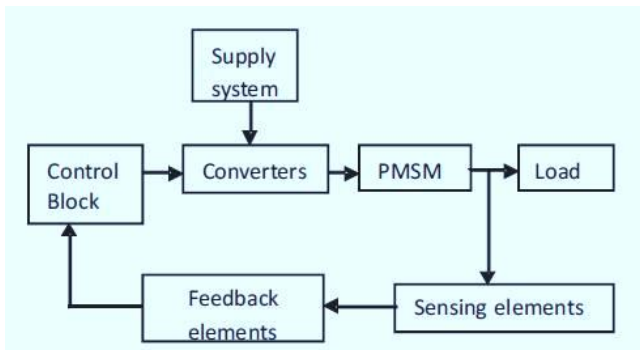 Supply
system
Control
Block
Converters
PMSM
Load
Feedback
elements
Sensing elements